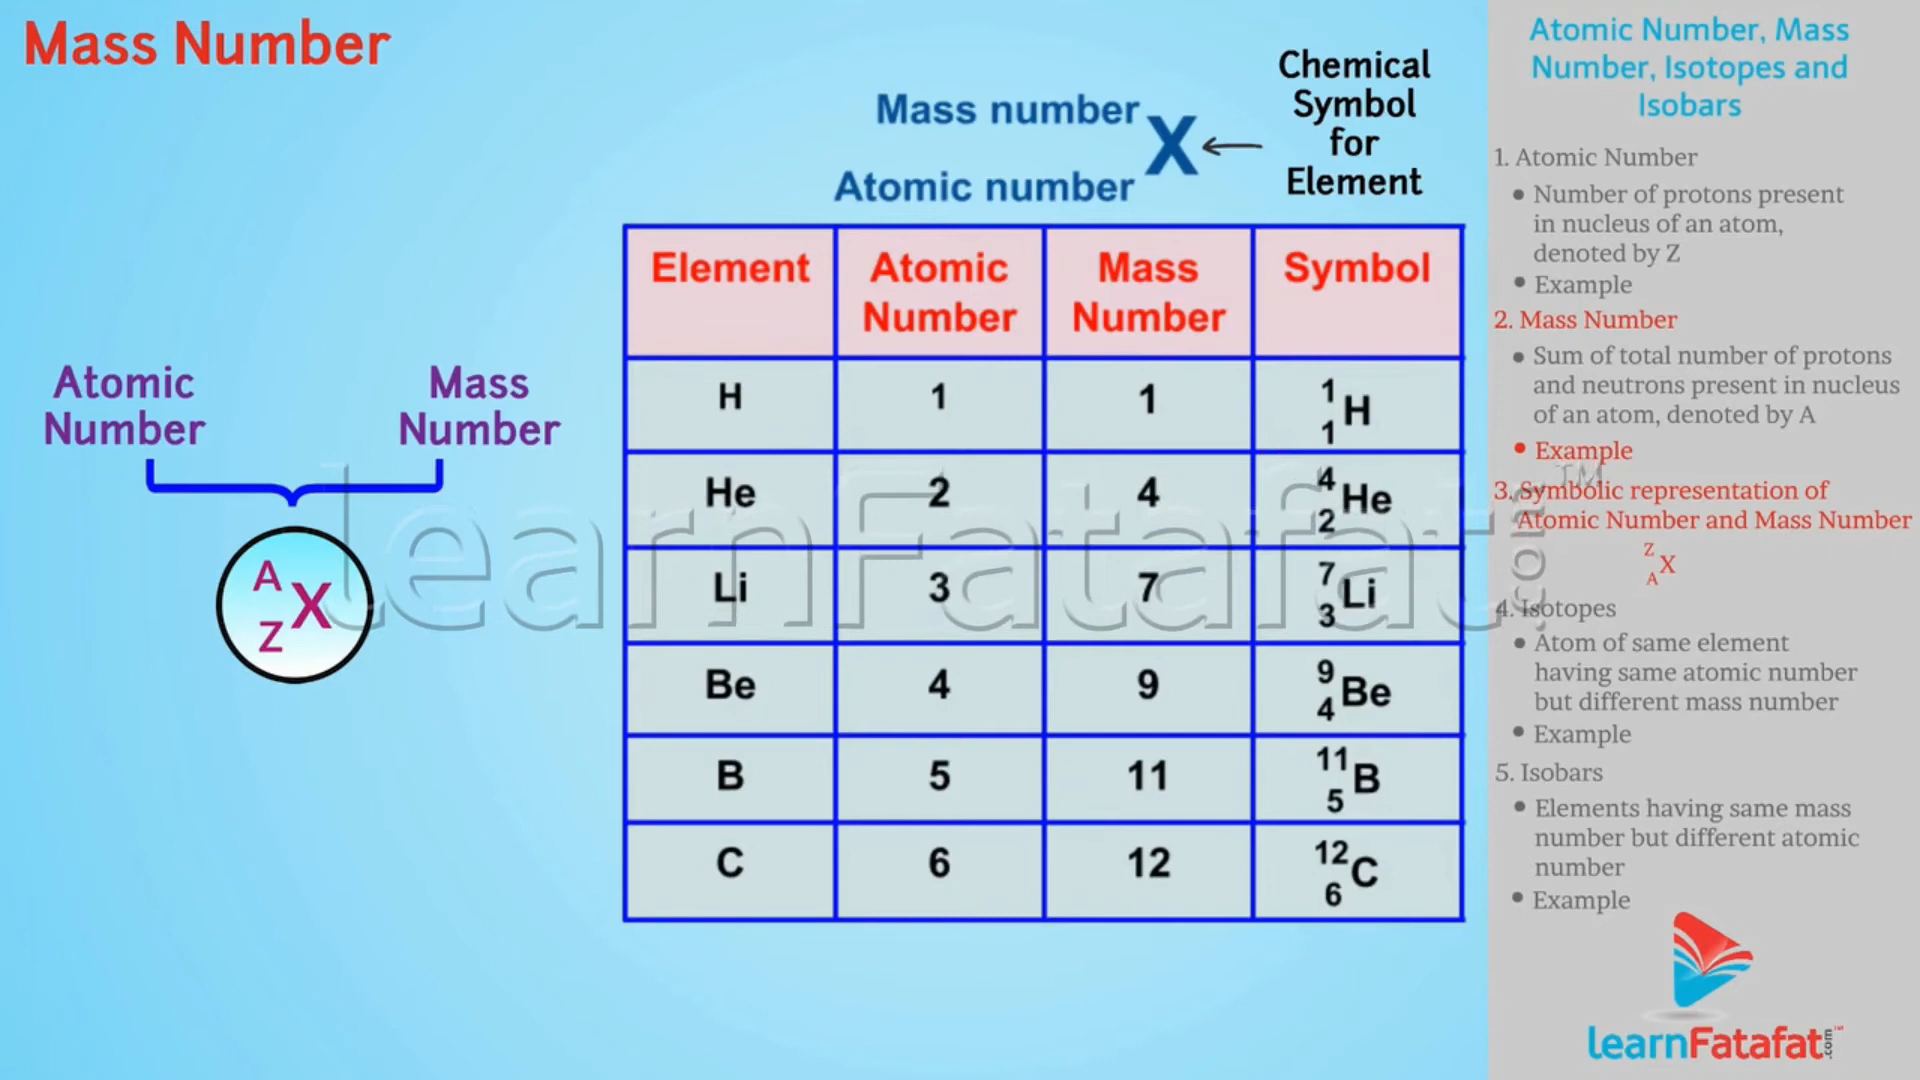 Mass Number
Mass number
Atomic number
X
Chemical
Symbol
for
Element
Atomic
Number
Mass
Number
A
Z
X
Element Atomic Number Mass Number Symbol
H 1 1 1 1 H
He 2 4 4 2 He
Li 3 7 7 3 Li
Be 4 9 9 4 Be
B 5 11 11 5 B
C 6 12 12 6 C
learnFatafat.com™
Atomic Number, Mass
Number, Isotopes and
Isobars
1. Atomic Number
• Number of protons present
in nucleus of an atom,
denoted by Z
• Example
2. Mass Number
• Sum of total number of protons
and neutrons present in nucleus
of an atom, denoted by A
• Example
3. Symbolic representation of
Atomic Number and Mass Number
Z
A
X
4. Isotopes
• Atom of same element
having same atomic number
but different mass number
• Example
5. Isobars
• Elements having same mass
number but different atomic
number
• Example
learnFatafat.com™